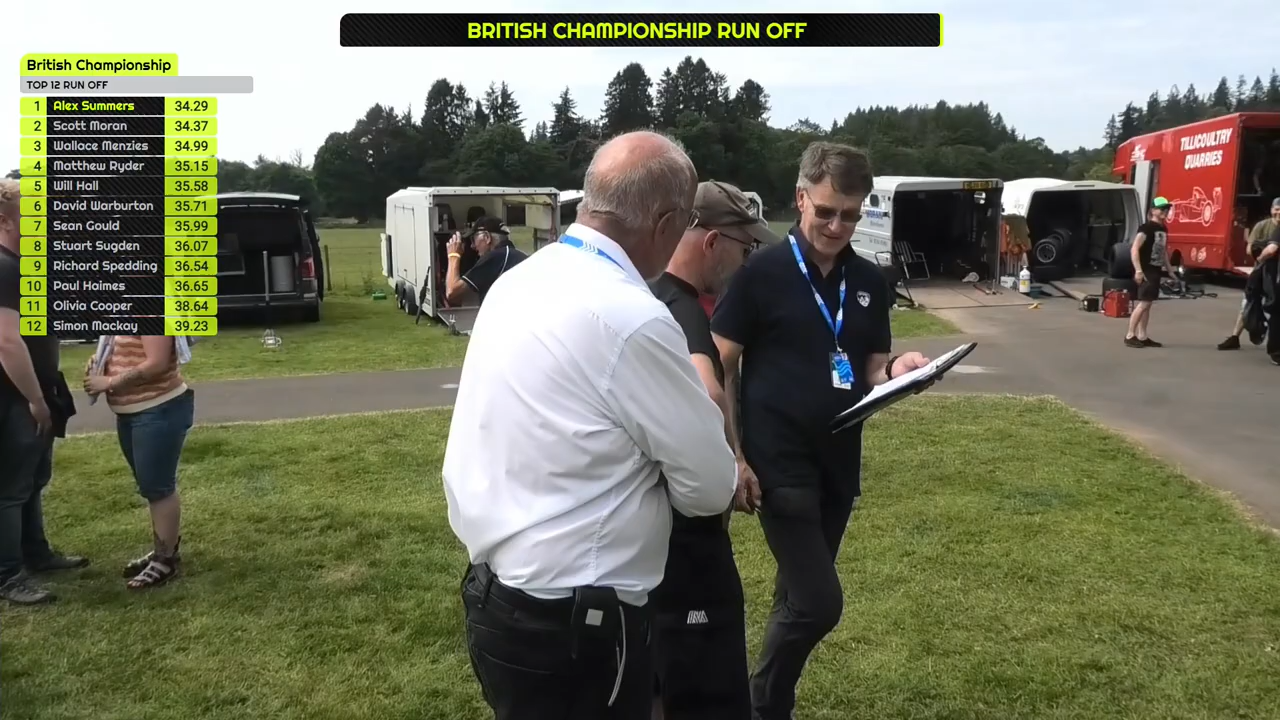 BRITISH CHAMPIONSHIP RUN OFF
British Championship
TOP 12 RUN OFF
1 Alex Summers 34.29
2 Scott Moran 34.37
3 Wallace Menzies 34.99
4 Matthew Ryder 35.15
5 Will Hall 35.58
6 David Warburton 35.71
7 Sean Gould 35.99
8 Stuart Sugden 36.07
9 Richard Spedding 36.54
10 Paul Haimes 36.65
11 Olivia Cooper 38.64
12 Simon Mackay 39.23
TILLICOULTRY
QUARRIES